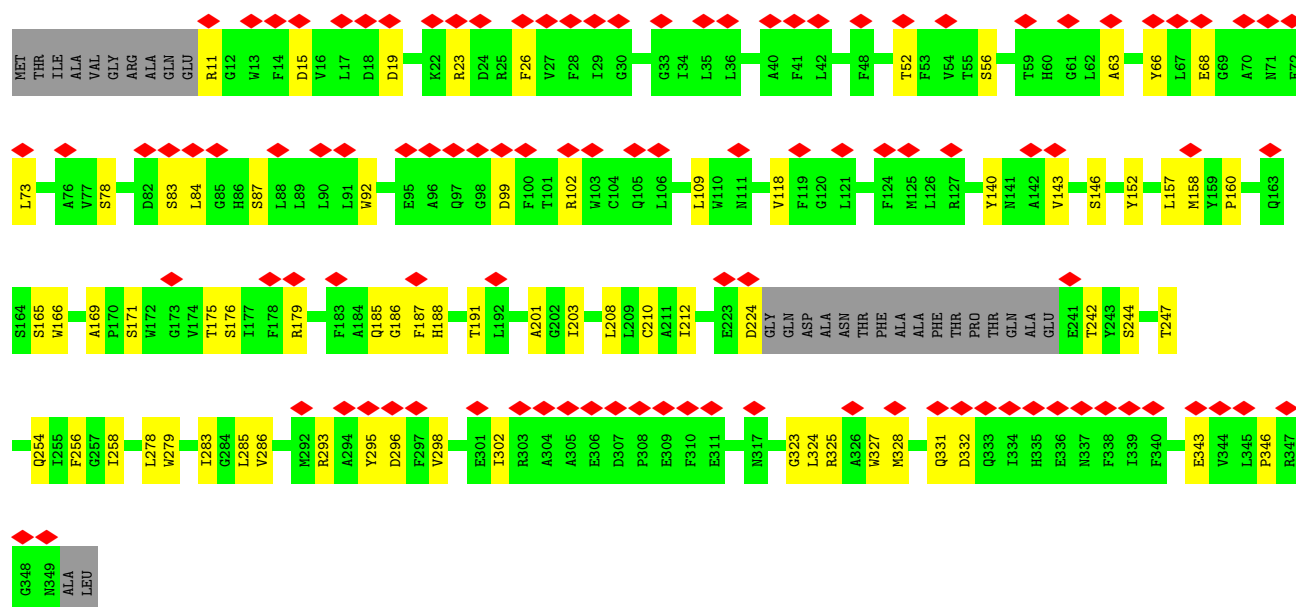 MET THR ILE ALA VAL GLY ARG ALA GLN GLU R11 G12 W13 F14 D15 V16 L17 D18 D19 K22 R23 D24 R25 F26 V27 F28 I29 G30 G33 I34 L35 L36 A40 F41 L42 F48 T52 F53 V54 T55 S56 T59 H60 G61 L62 A63 Y66 L67 E68 G69 A70 N71 F72
L73 A76 V77 S78 D82 S83 L84 G85 H86 S87 L88 L89 L90 L91 W92 E95 A96 Q97 G98 D99 F100 T101 R102 W103 C104 Q105 L106 L109 W110 N111 V118 F119 G120 L121 F124 M125 L126 R127 Y140 N141 A142 V143 S146 Y152 L157 M158 Y159 P160 Q163
S164 S165 W166 A169 P170 S171 W172 G173 V174 T175 S176 I177 F178 R179 F183 A184 Q185 G186 F187 H188 T191 L192 A201 G202 I203 L208 L209 C210 A211 I212 E223 D224 GLY GLN ASP ALA ASN THR PHE ALA ALA PHE THR PRO THR GLN ALA GLU E241 T242 Y243 S244 T247
Q254 I255 F256 G257 I258 L278 W279 I283 G284 L285 V286 M292 R293 A294 Y295 D296 F297 V298 E301 I302 R303 A304 A305 E306 D307 P308 E309 F310 E311 N317 G323 L324 R325 A326 W327 M328 Q331 D332 Q333 I334 H335 E336 N337 F338 I339 F340 E343 V344 L345 P346 R347
G348 N349 ALA LEU